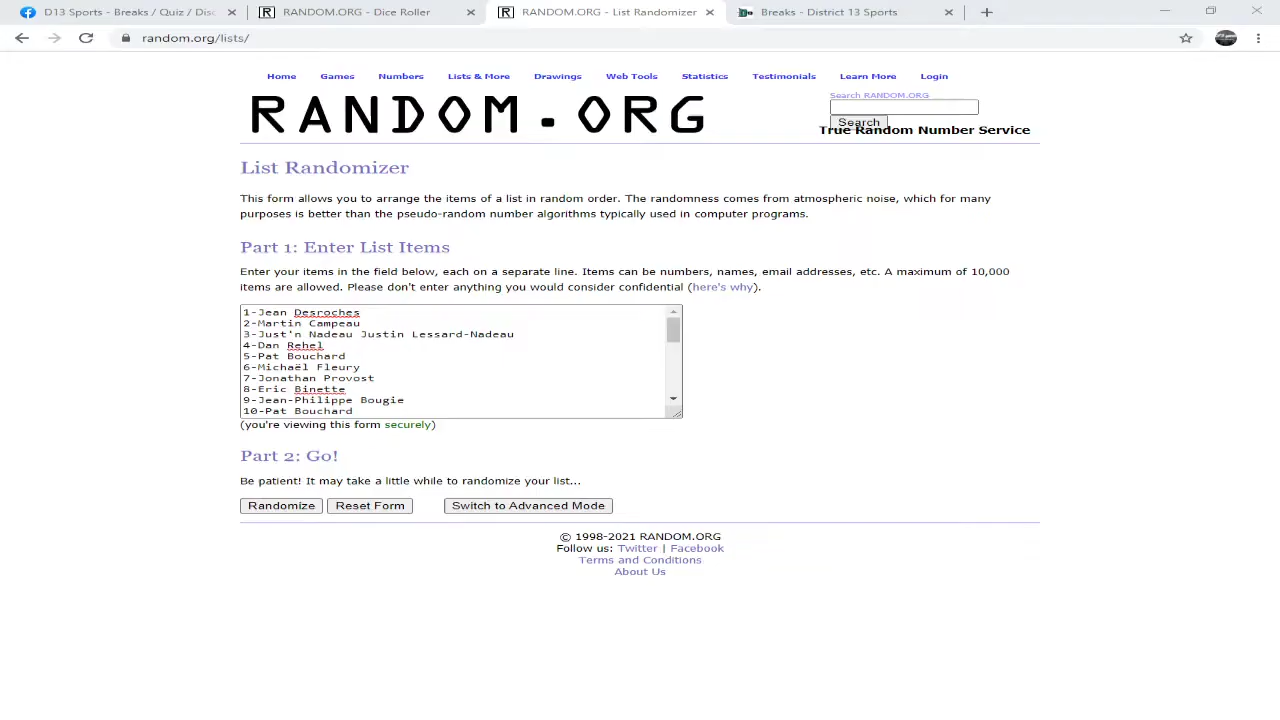 D13 Sports - Breaks / Quiz / Disc
RANDOM.ORG - Dice Roller
RANDOM.ORG - List Randomizer
Breaks - District 13 Sports
random.org/lists/
Home Games Numbers Lists & More Drawings Web Tools Statistics Testimonials Learn More Login
RANDOM.ORG
Search RANDOM.ORG
Search
True Random Number Service
List Randomizer
This form allows you to arrange the items of a list in random order. The randomness comes from atmospheric noise, which for many
purposes is better than the pseudo-random number algorithms typically used in computer programs.
Part 1: Enter List Items
Enter your items in the field below, each on a separate line. Items can be numbers, names, email addresses, etc. A maximum of 10,000
items are allowed. Please don't enter anything you would consider confidential (here's why).
1-Jean Desroches
2-Martin Campeau
3-Just'n Nadeau Justin Lessard-Nadeau
4-Dan Rehel
5-Pat Bouchard
6-Michaël Fleury
7-Jonathan Provost
8-Eric Binette
9-Jean-Philippe Bougie
10-Pat Bouchard
(you're viewing this form securely)
Part 2: Go!
Be patient! It may take a little while to randomize your list...
Randomize Reset Form Switch to Advanced Mode
© 1998-2021 RANDOM.ORG
Follow us: Twitter | Facebook
Terms and Conditions
About Us